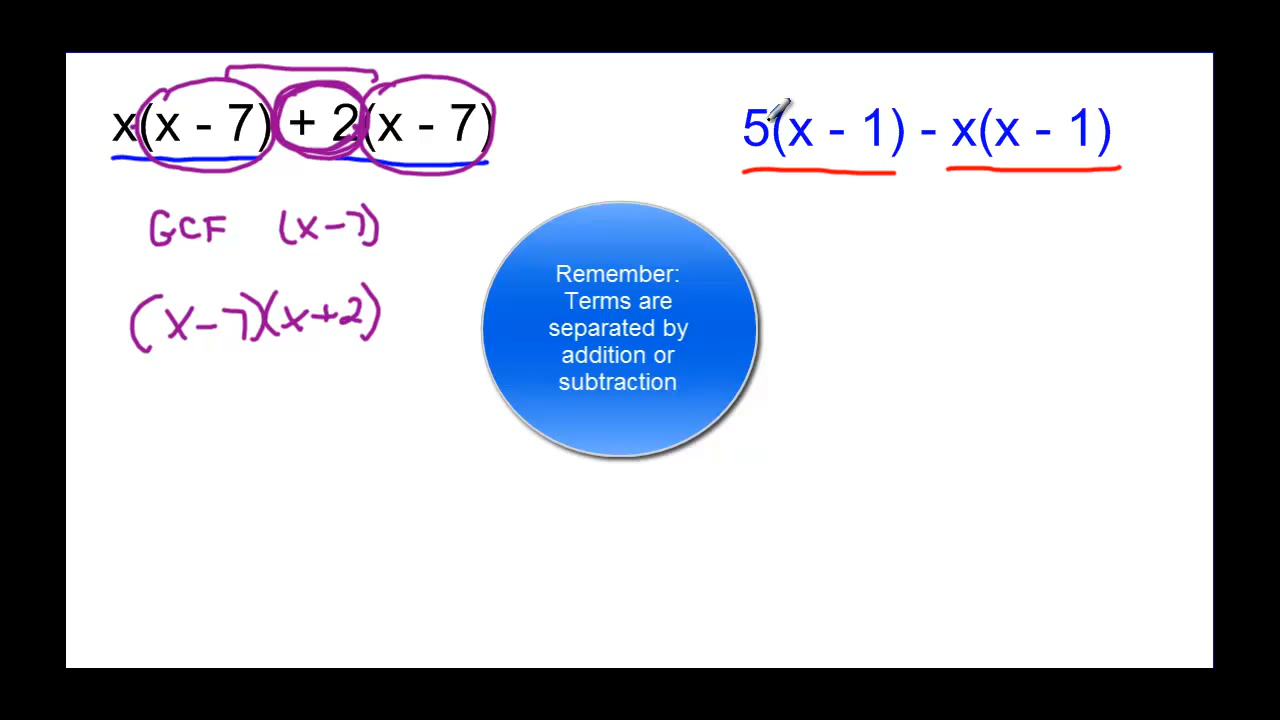 x(x - 7) + 2(x - 7)
GCF (x-7)
(x-7)(x+2)
Remember:
Terms are
separated by
addition or
subtraction
5(x - 1) - x(x - 1)